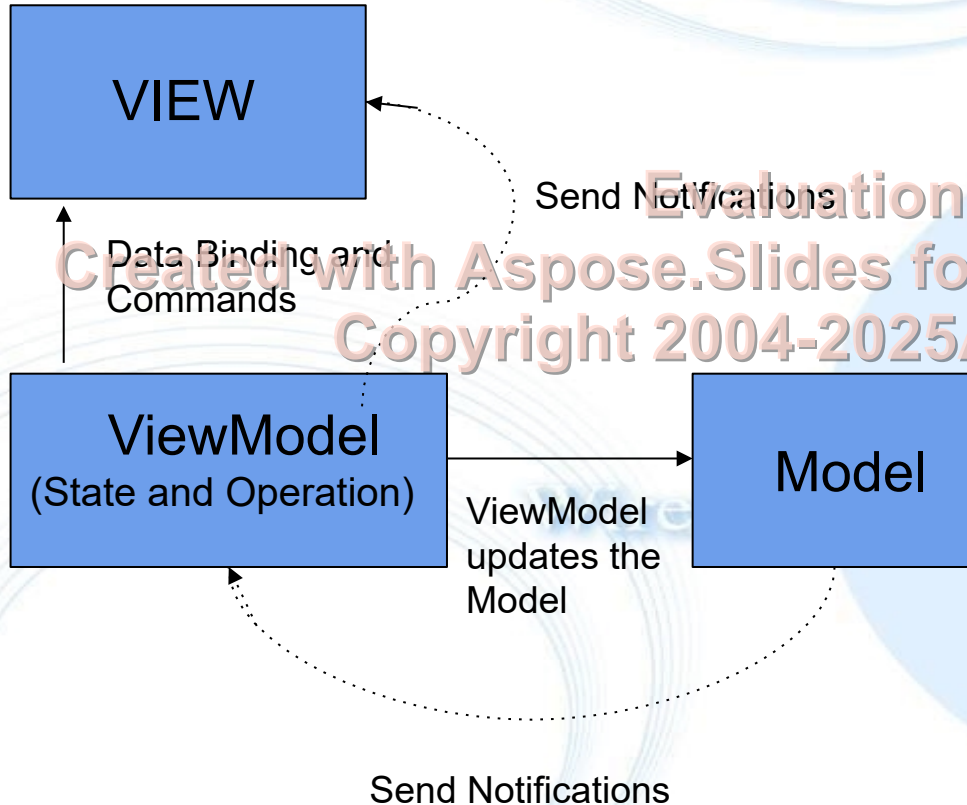 VIEW
Send Notifications
Evaluation
Data Binding and
Commands
Created with Aspose.Slides fo
Copyright 2004-2025
ViewModel
(State and Operation)
Model
ViewModel
updates the
Model
Send Notifications